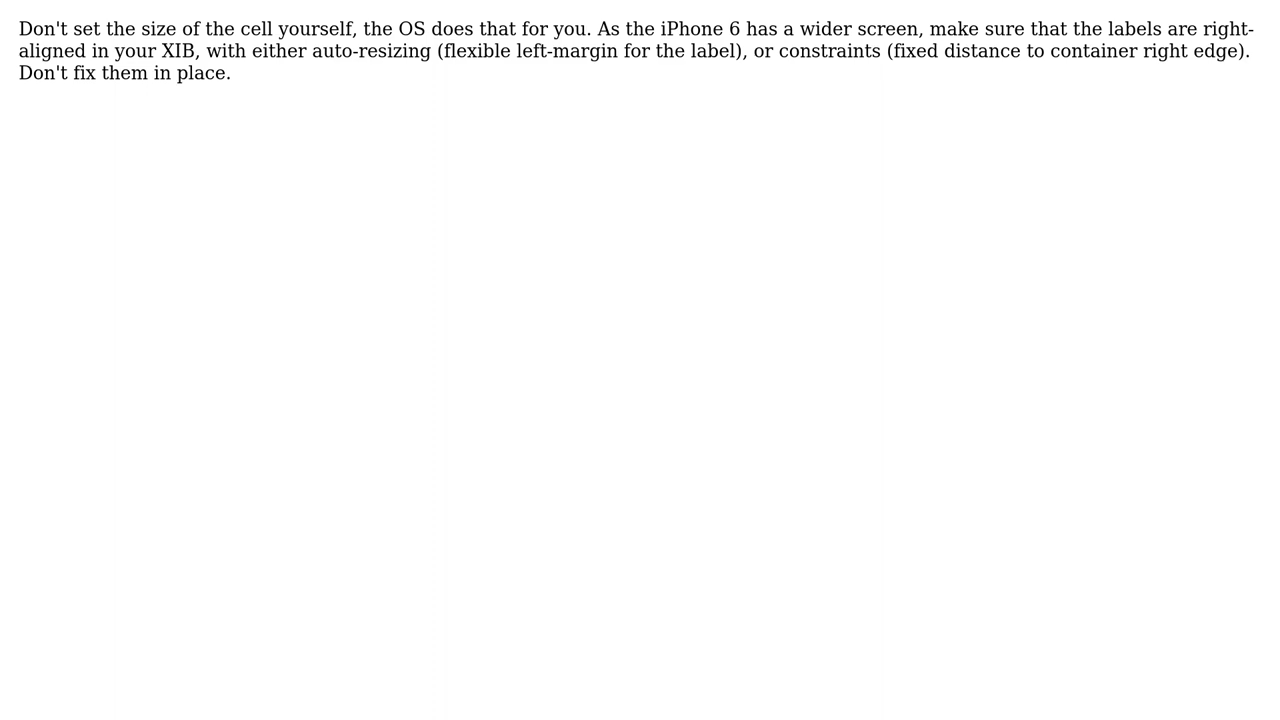 Don't set the size of the cell yourself, the OS does that for you. As the iPhone 6 has a wider screen, make sure that the labels are right-
aligned in your XIB, with either auto-resizing (flexible left-margin for the label), or constraints (fixed distance to container right edge).
Don't fix them in place.